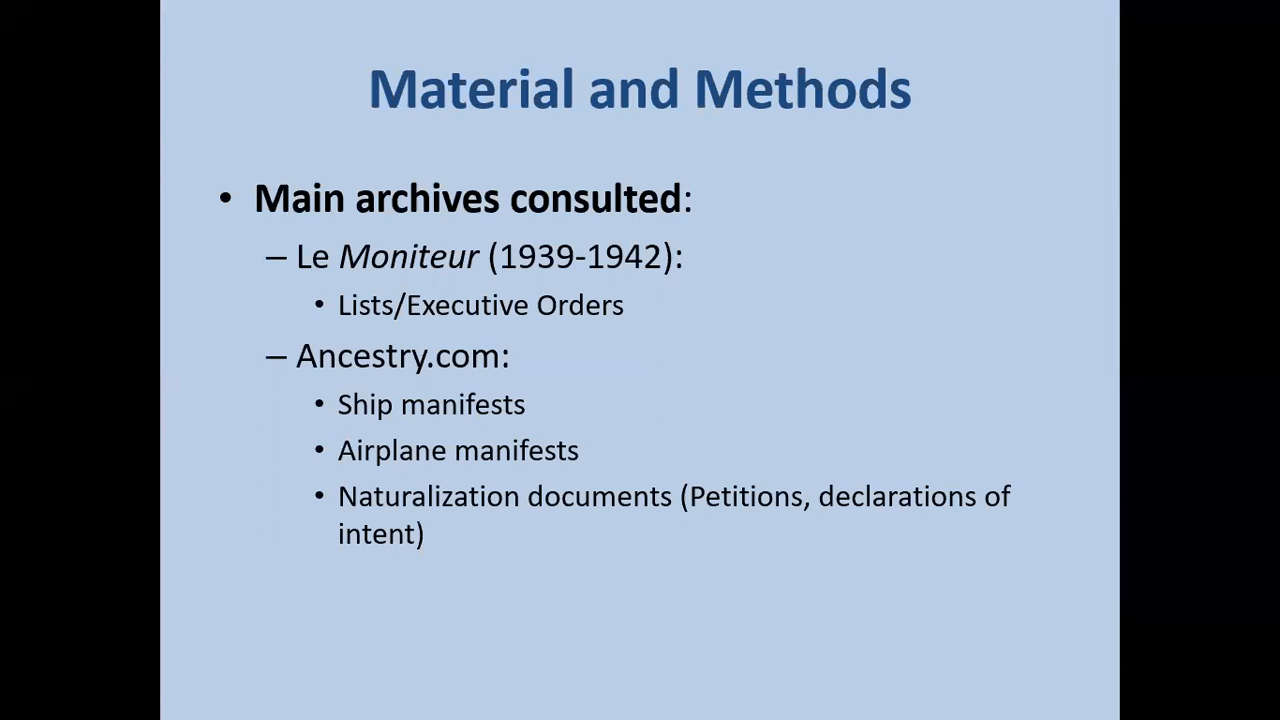 Material and Methods
• Main archives consulted:
– Le Moniteur (1939-1942):
• Lists/Executive Orders
– Ancestry.com:
• Ship manifests
• Airplane manifests
• Naturalization documents (Petitions, declarations of
intent)